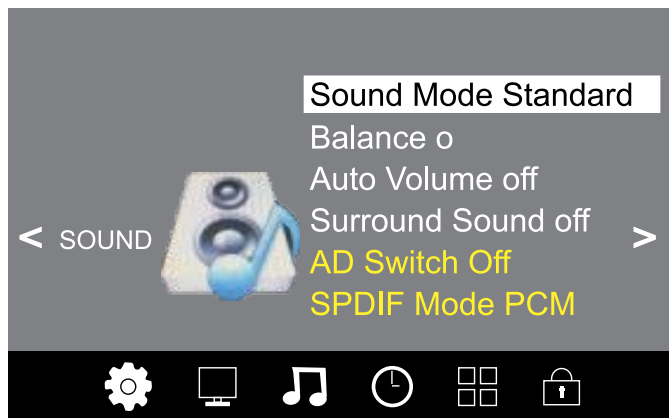 Sound Mode Standard
Balance o
Auto Volume off
Surround Sound off
< SOUND >
AD Switch Off
SPDIF Mode PCM